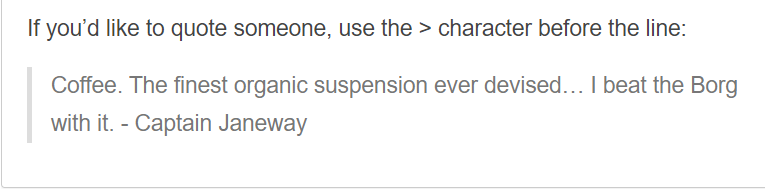 If you’d like to quote someone, use the > character before the line:
Coffee. The finest organic suspension ever devised… I beat the Borg
with it. - Captain Janeway